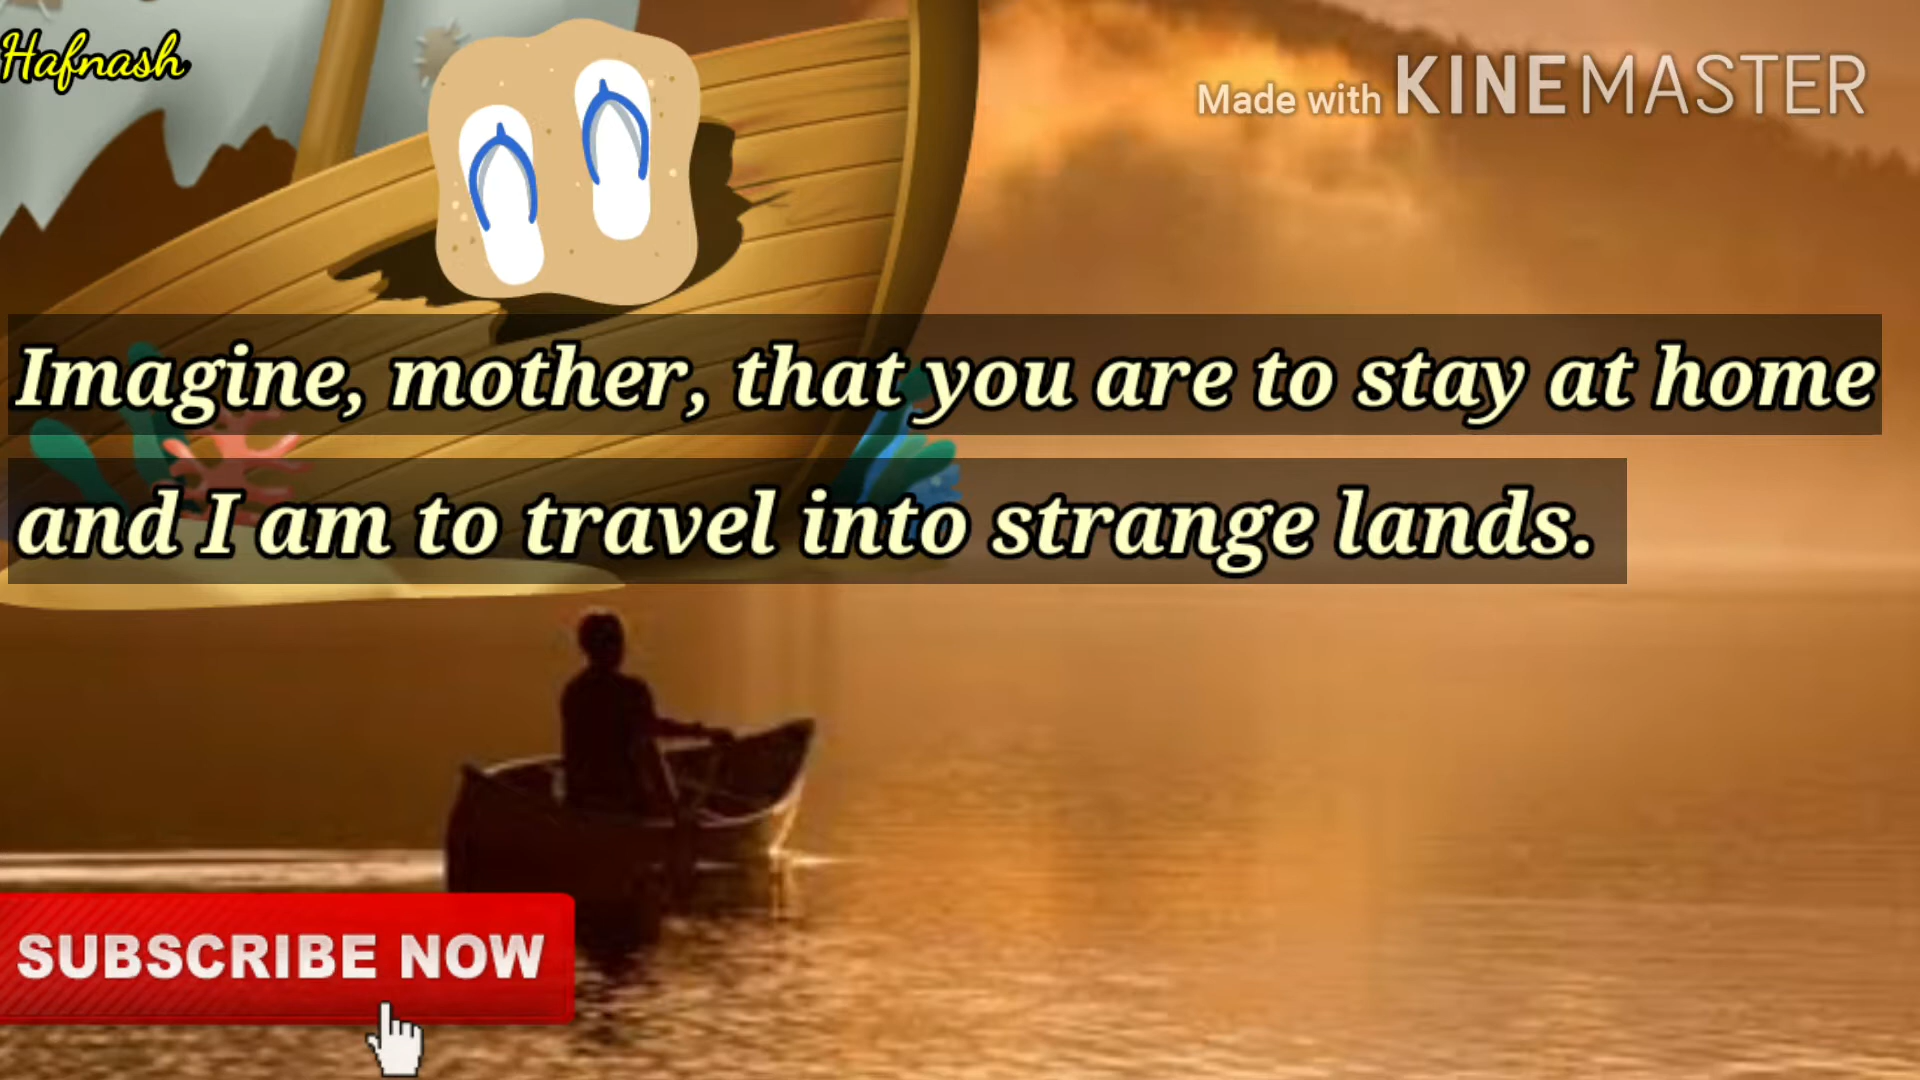 Hafnash
Made with KINEMASTER
Imagine, mother, that you are to stay at home
and I am to travel into strange lands.
SUBSCRIBE NOW